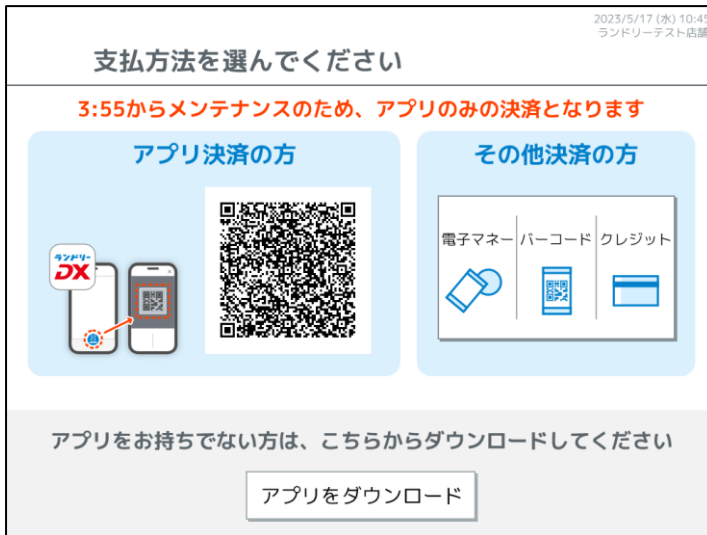 2023/5/17 (水) 10:45
ランドリーテスト店舗
支払方法を選んでください
3:55からメンテナンスのため、アプリのみの決済となります
アプリ決済の方
ランドリー
DX
その他決済の方
電子マネー
バーコード
クレジット
アプリをお持ちでない方は、こちらからダウンロードしてください
アプリをダウンロード